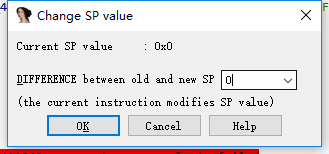 Change SP value
Current SP value : 0x0
DIFFERENCE between old and new SP 0
(the current instruction modifies SP value)
OK Cancel Help